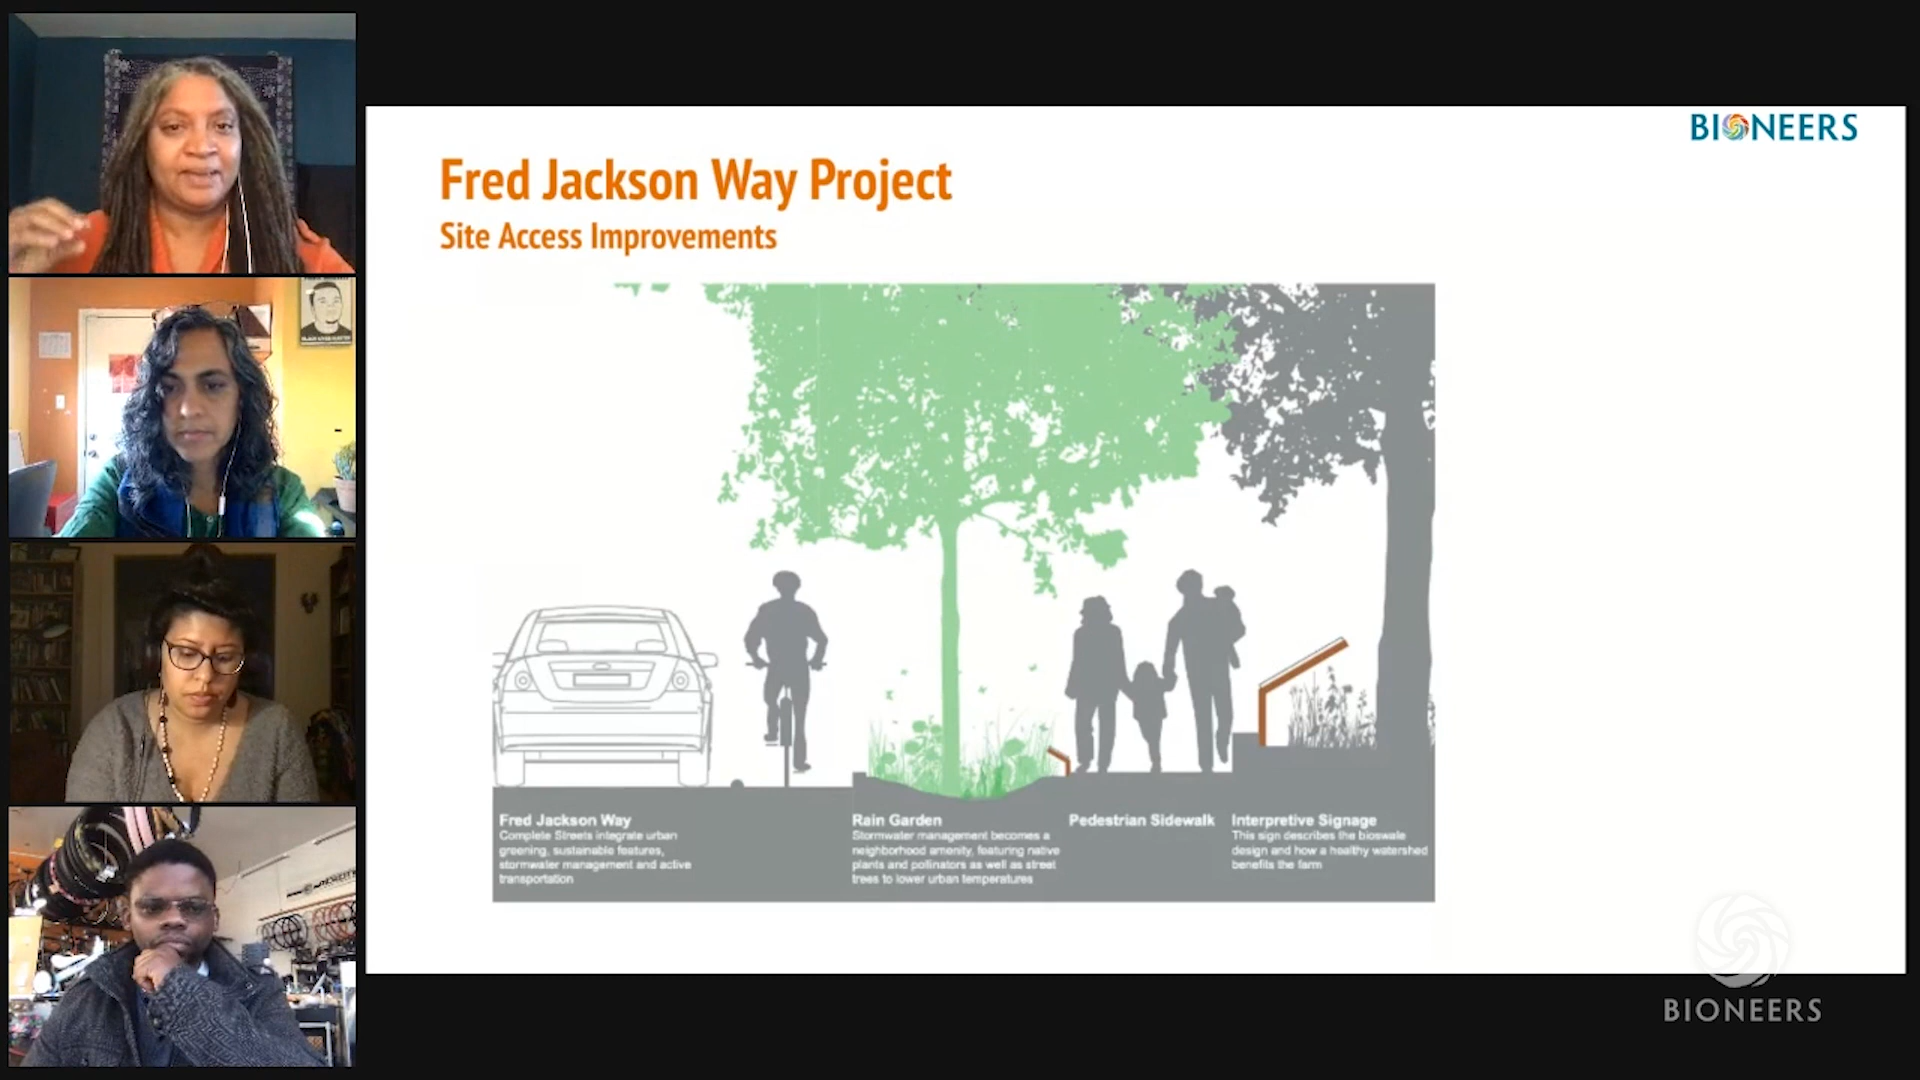 BIONEERS
Fred Jackson Way Project
Site Access Improvements
Fred Jackson Way
Complete Streets integrate urban
greening, sustainable features,
stormwater management and active
transportation
Rain Garden
Stormwater management becomes a
neighborhood amenity, featuring native
plants and pollinators as well as street
trees to lower urban temperatures
Pedestrian Sidewalk
Interpretive Signage
This sign describes the bioswale
design and how a healthy watershed
benefits the farm
BIONEERS